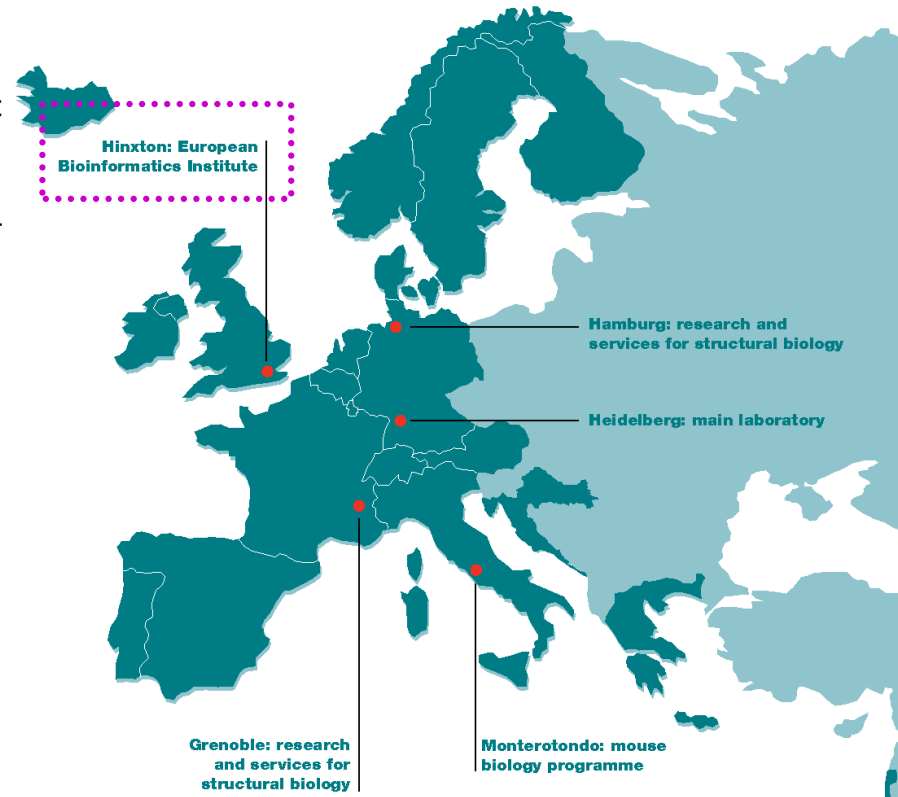 Hinxton: European
Bioinformatics Institute
Hamburg: research and
services for structural biology
Heidelberg: main laboratory
Grenoble: research
and services for
structural biology
Monterotondo: mouse
biology programme